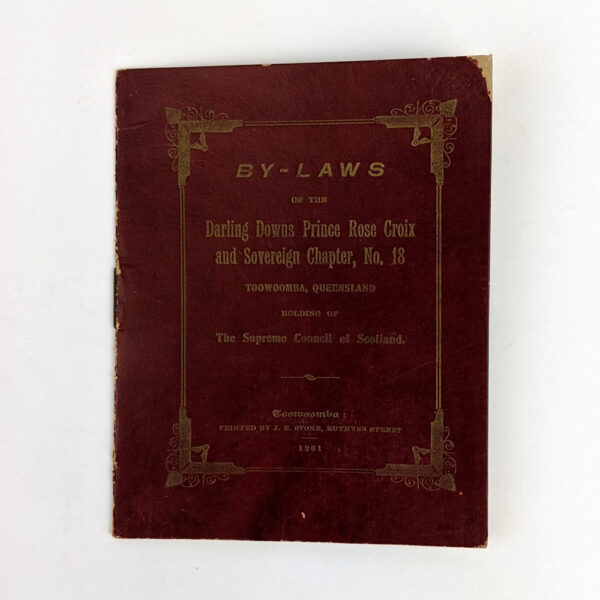 BY-LAWS
OF THE
Darling Downs Prince Rose Croix
and Sovereign Chapter, No. 18
TOOWOOMBA, QUEENSLAND
HOLDING OF
The Supreme Council of Scotland.
Toowoomba:
PRINTED BY J. H. STONE, RUTHVEN STREET
1901